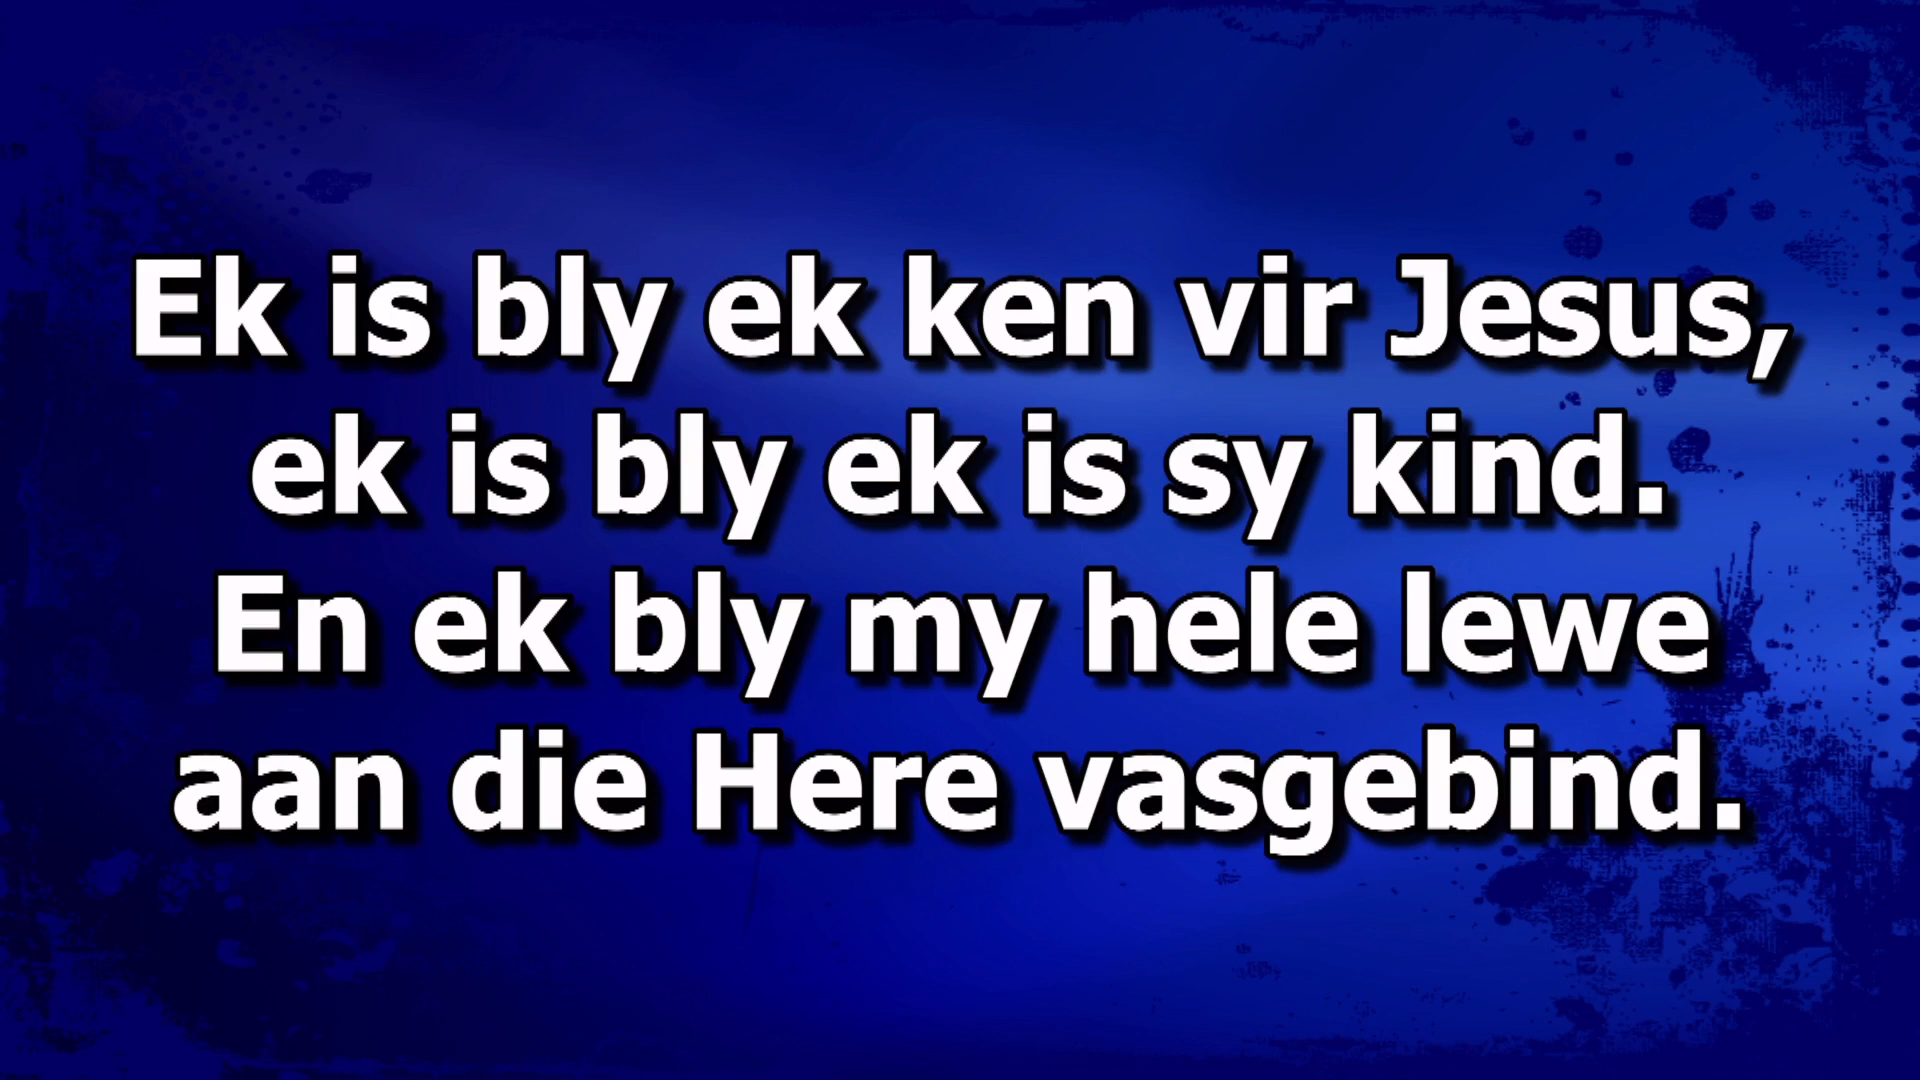 Ek is bly ek ken vir Jesus,
ek is bly ek is sy kind.
En ek bly my hele lewe
aan die Here vasgebind.